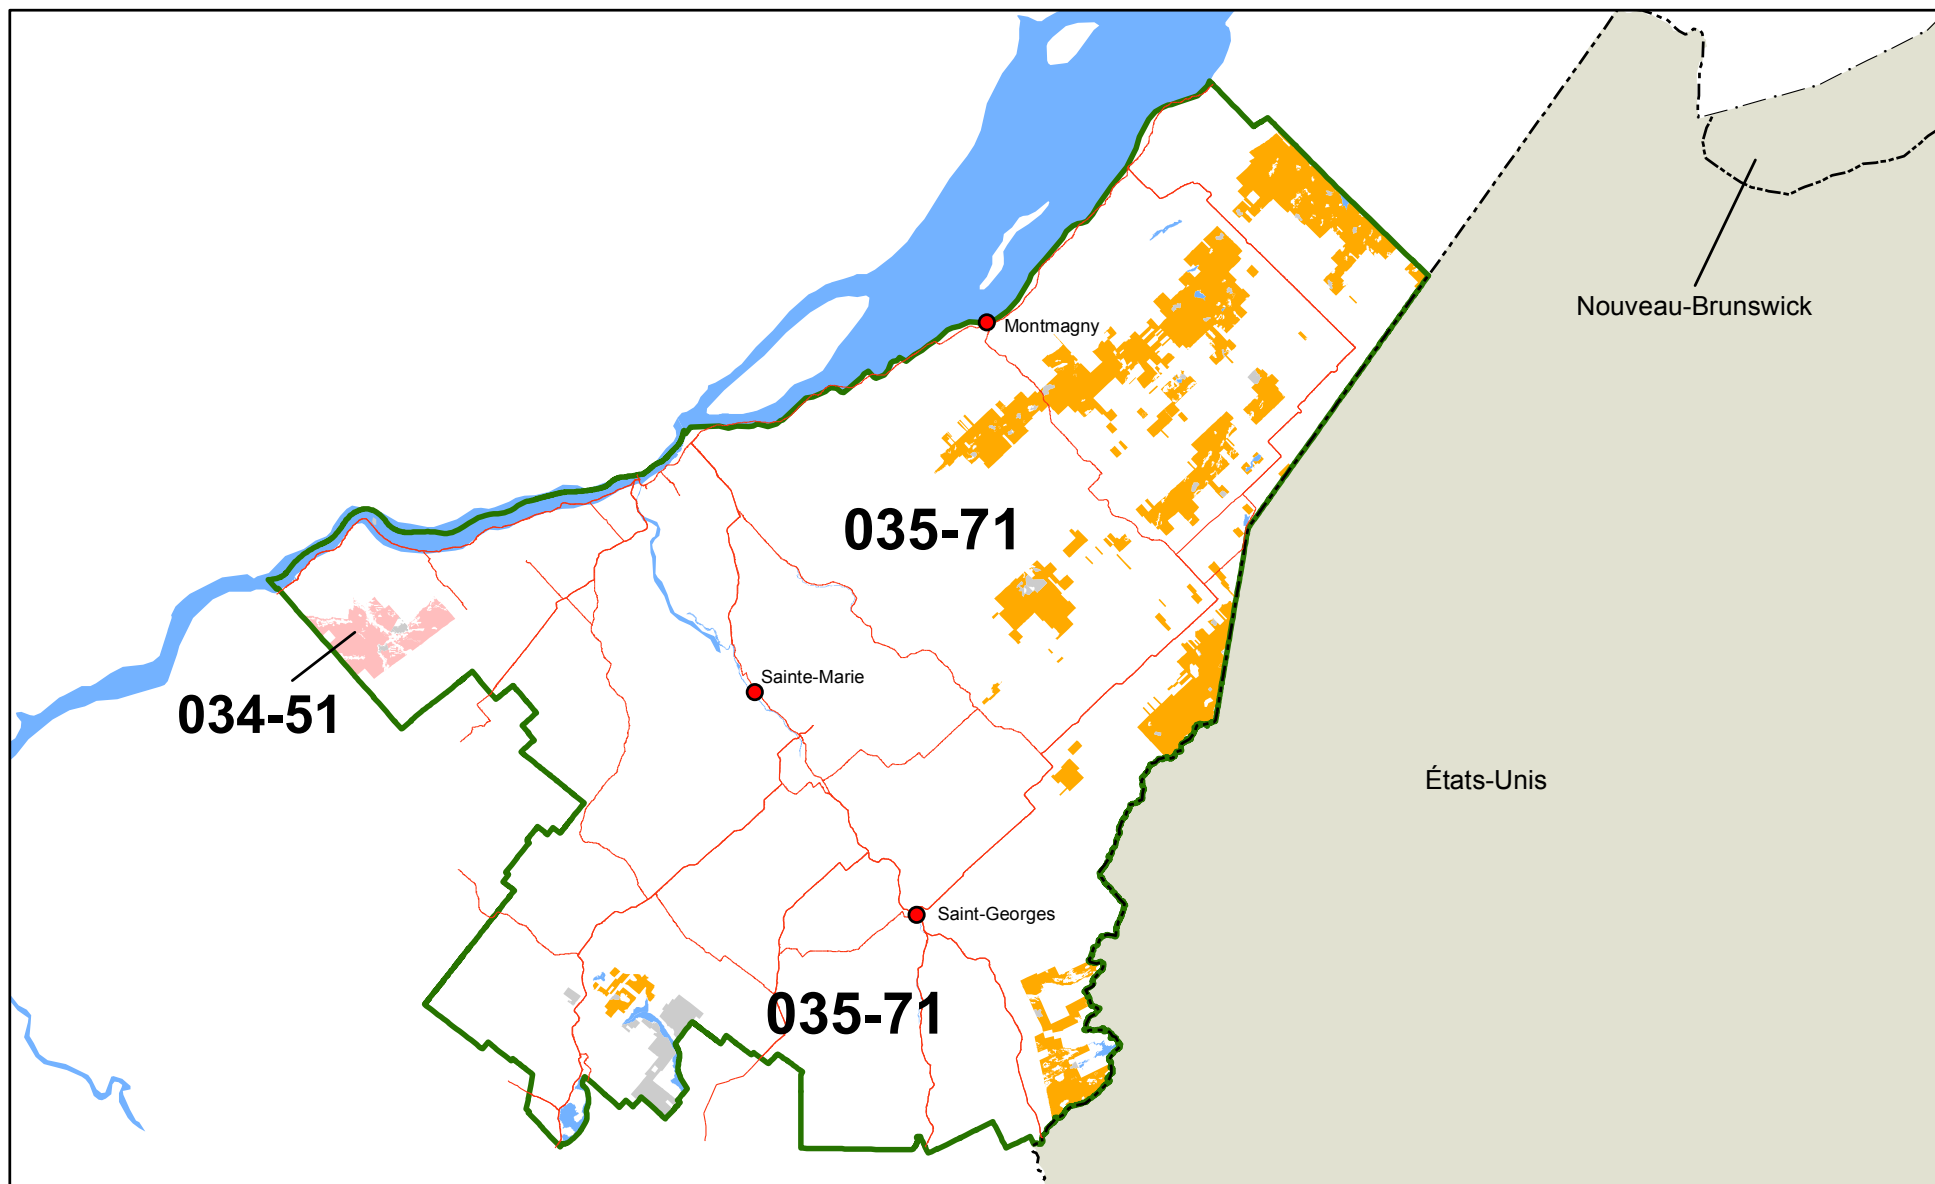 Nouveau-Brunswick
Montmagny
035-71
Sainte-Marie
034-51
États-Unis
Saint-Georges
035-71